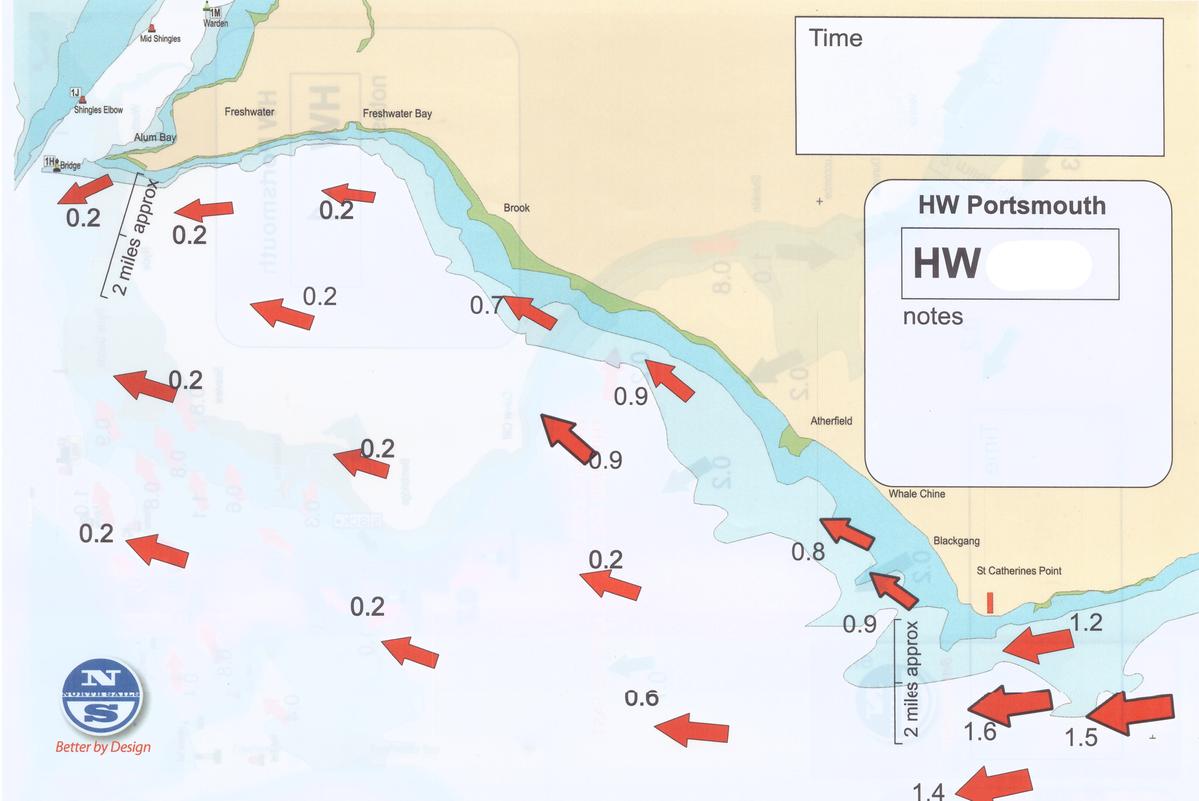 1M
Warden
Mid Shingles
1J
Shingles Elbow
Freshwater
Freshwater Bay
Alum Bay
1H
Bridge
Time
HW Portsmouth
HW
notes
0.2
0.2
0.2
2 miles approx
Brook
0.2
0.7
0.2
0.9
Atherfield
0.2
0.9
Whale Chine
0.2
Blackgang
0.8
0.2
St Catherines Point
0.2
0.9
1.2
2 miles approx
0.6
1.6
1.5
1.4
N
NORTH SAILS
S
Better by Design